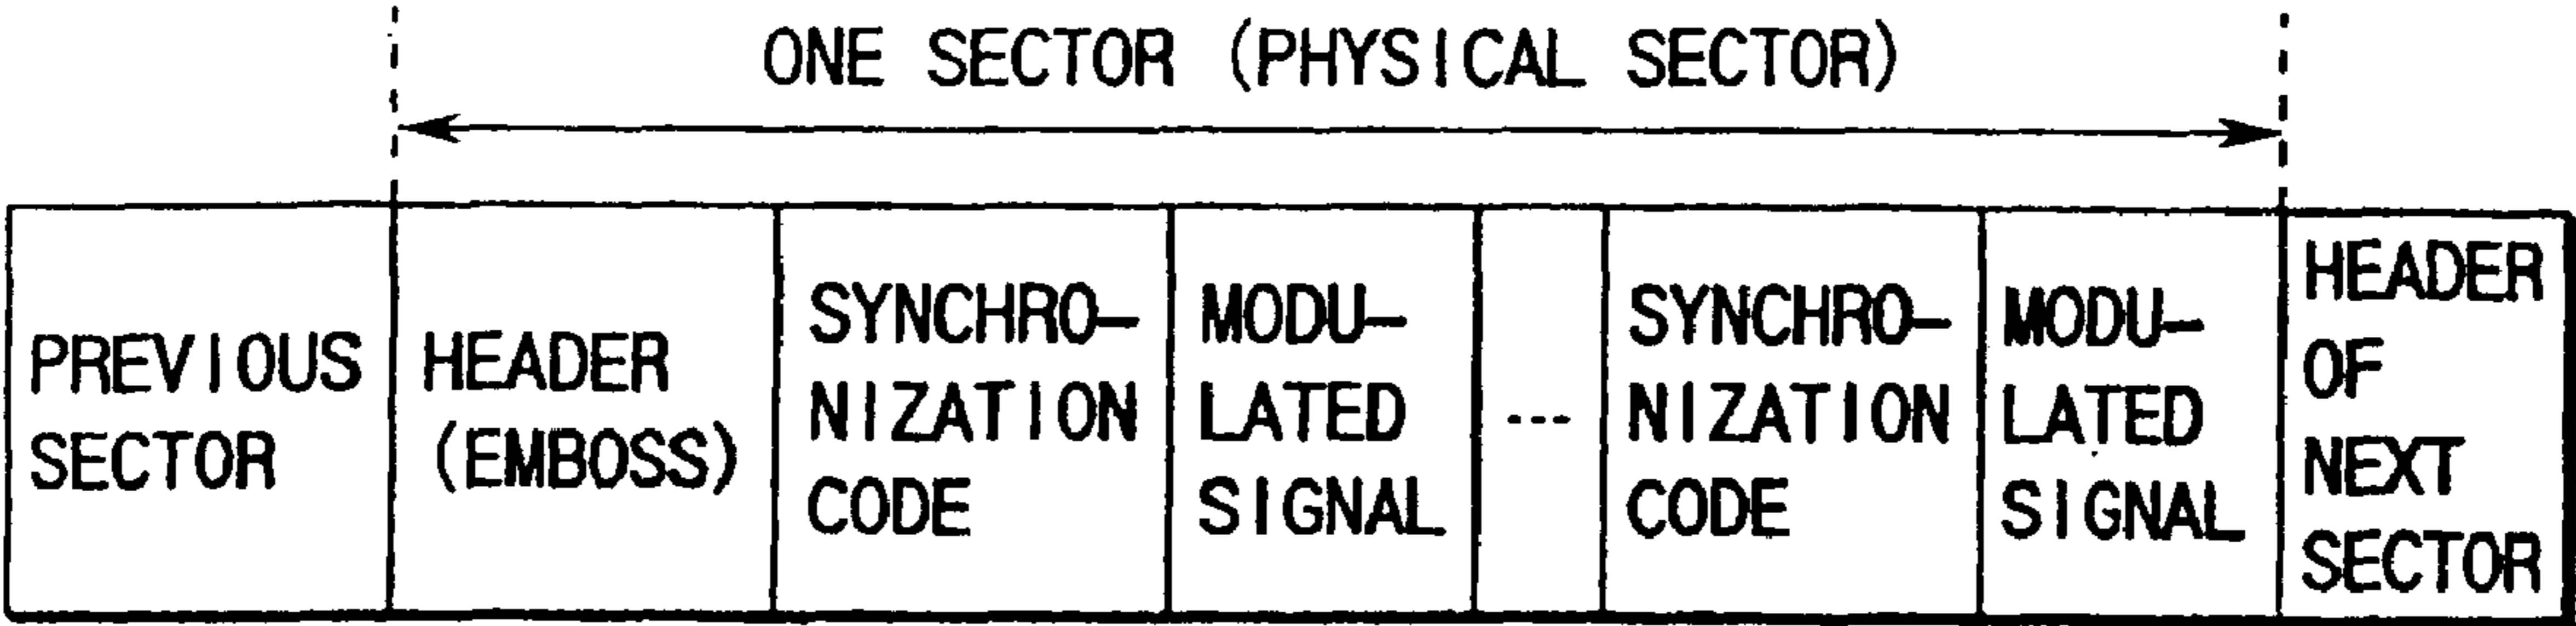 ONE SECTOR (PHYSICAL SECTOR)
PREVIOUS
SECTOR
HEADER
(EMBOSS)
SYNCHRO-
NIZATION
CODE
MODU-
LATED
SIGNAL
---
SYNCHRO-
NIZATION
CODE
MODU-
LATED
SIGNAL
HEADER
OF
NEXT
SECTOR